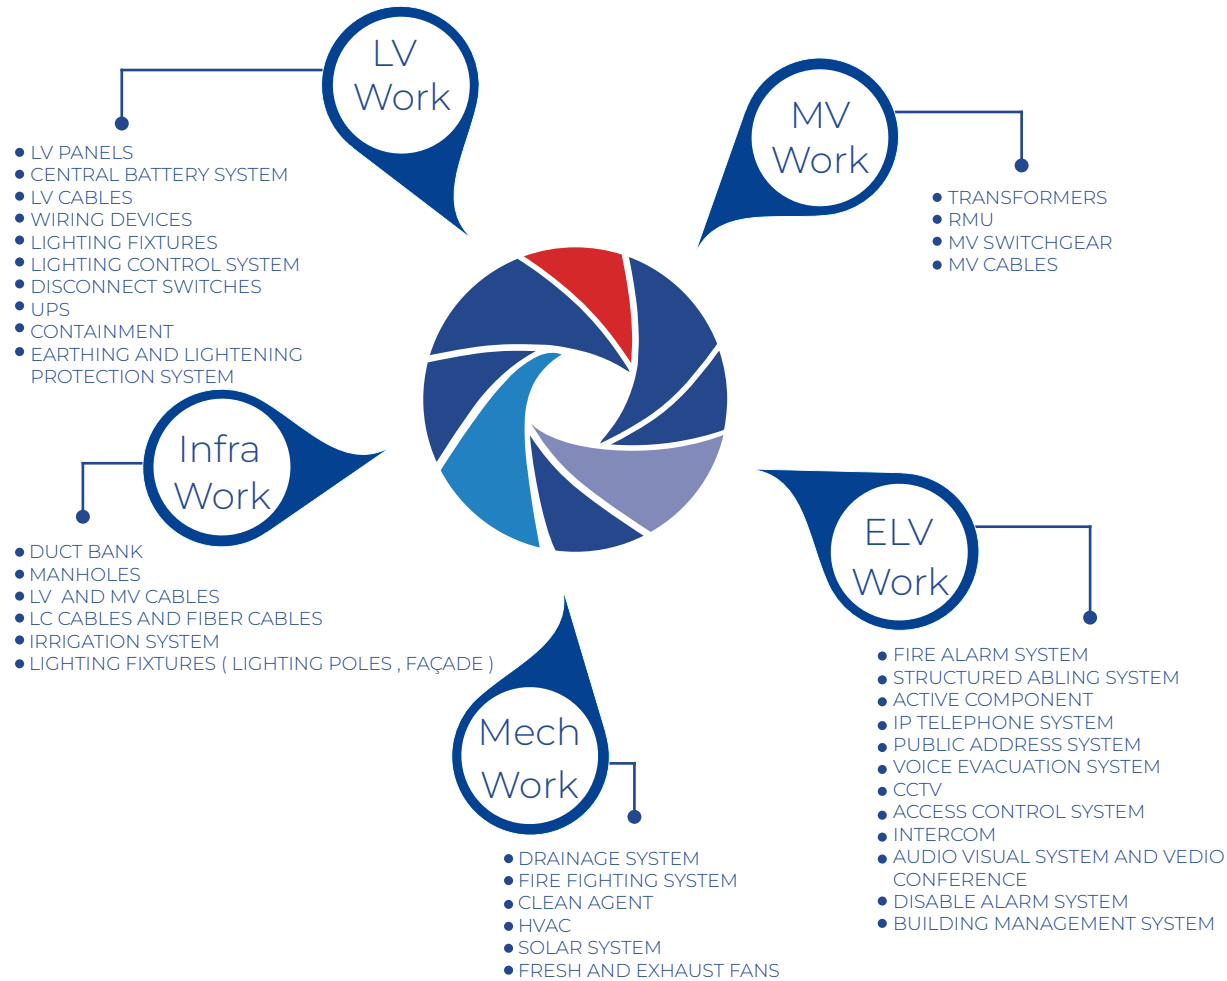 LV
Work
LV PANELS
CENTRAL BATTERY SYSTEM
LV CABLES
WIRING DEVICES
LIGHTING FIXTURES
LIGHTING CONTROL SYSTEM
DISCONNECT SWITCHES
UPS
CONTAINMENT
EARTHING AND LIGHTENING
PROTECTION SYSTEM
MV
Work
TRANSFORMERS
RMU
MV SWITCHGEAR
MV CABLES
Infra
Work
DUCT BANK
MANHOLES
LV  AND MV CABLES
LC CABLES AND FIBER CABLES
IRRIGATION SYSTEM
LIGHTING FIXTURES ( LIGHTING POLES , FAÇADE )
ELV
Work
FIRE ALARM SYSTEM
STRUCTURED ABLING SYSTEM
ACTIVE COMPONENT
IP TELEPHONE SYSTEM
PUBLIC ADDRESS SYSTEM
VOICE EVACUATION SYSTEM
CCTV
ACCESS CONTROL SYSTEM
INTERCOM
AUDIO VISUAL SYSTEM AND VEDIO
CONFERENCE
DISABLE ALARM SYSTEM
BUILDING MANAGEMENT SYSTEM
Mech
Work
DRAINAGE SYSTEM
FIRE FIGHTING SYSTEM
CLEAN AGENT
HVAC
SOLAR SYSTEM
FRESH AND EXHAUST FANS